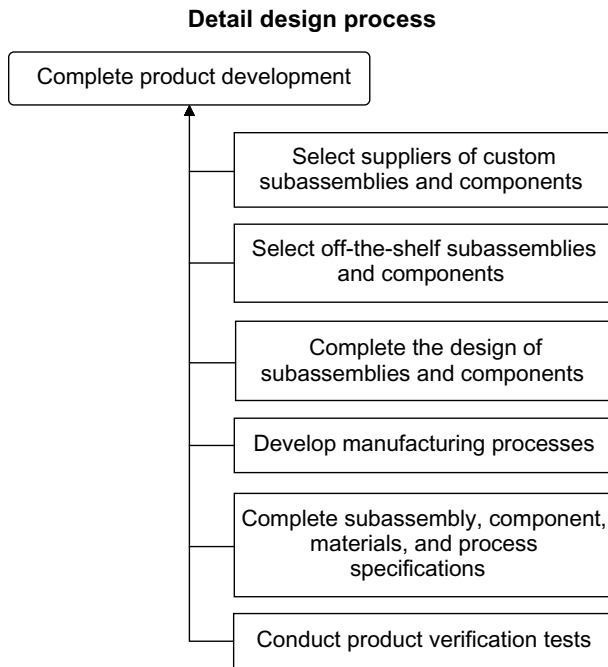 Detail design process
Complete product development
Select suppliers of custom
subassemblies and components
Select off-the-shelf subassemblies
and components
Complete the design of
subassemblies and components
Develop manufacturing processes
Complete subassembly, component,
materials, and process
specifications
Conduct product verification tests